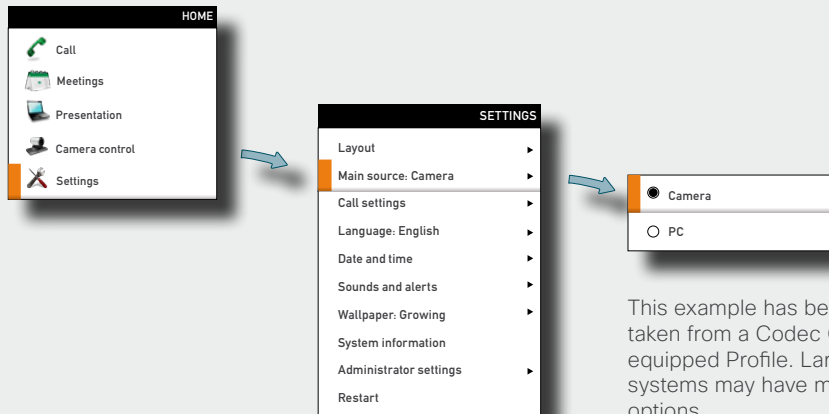 HOME
Call
Meetings
Presentation
Camera control
Settings
SETTINGS
Layout
Main source: Camera
Call settings
Language: English
Date and time
Sounds and alerts
Wallpaper: Growing
System information
Administrator settings
Restart
Camera
PC
This example has
taken from a Codec
equipped Profile.
systems may have
options